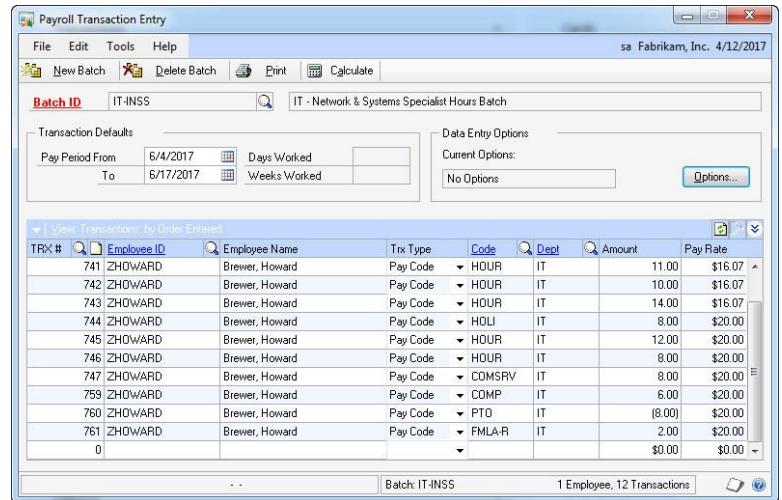 Payroll Transaction Entry
File Edit Tools Help sa Fabrikam, Inc. 4/12/2017
New Batch Delete Batch Print Calculate
Batch ID IT-INSS IT - Network & Systems Specialist Hours Batch
Transaction Defaults Data Entry Options
Pay Period From 6/4/2017 Days Worked Current Options:
To 6/17/2017 Weeks Worked No Options Options...
View: Transactions: by Order Entered
TRX # Employee ID Employee Name Trx Type Code Dept Amount Pay Rate
741 ZHOWARD Brewer, Howard Pay Code HOUR IT 11.00 $16.07
742 ZHOWARD Brewer, Howard Pay Code HOUR IT 10.00 $16.07
743 ZHOWARD Brewer, Howard Pay Code HOUR IT 14.00 $16.07
744 ZHOWARD Brewer, Howard Pay Code HOLI IT 8.00 $20.00
745 ZHOWARD Brewer, Howard Pay Code HOUR IT 12.00 $20.00
746 ZHOWARD Brewer, Howard Pay Code HOUR IT 8.00 $20.00
747 ZHOWARD Brewer, Howard Pay Code COMSRV IT 8.00 $20.00
759 ZHOWARD Brewer, Howard Pay Code COMP IT 6.00 $20.00
760 ZHOWARD Brewer, Howard Pay Code PTO IT (8.00) $20.00
761 ZHOWARD Brewer, Howard Pay Code FMLA-R IT 2.00 $20.00
0 $0.00 $0.00
- - Batch: IT-INSS 1 Employee, 12 Transactions